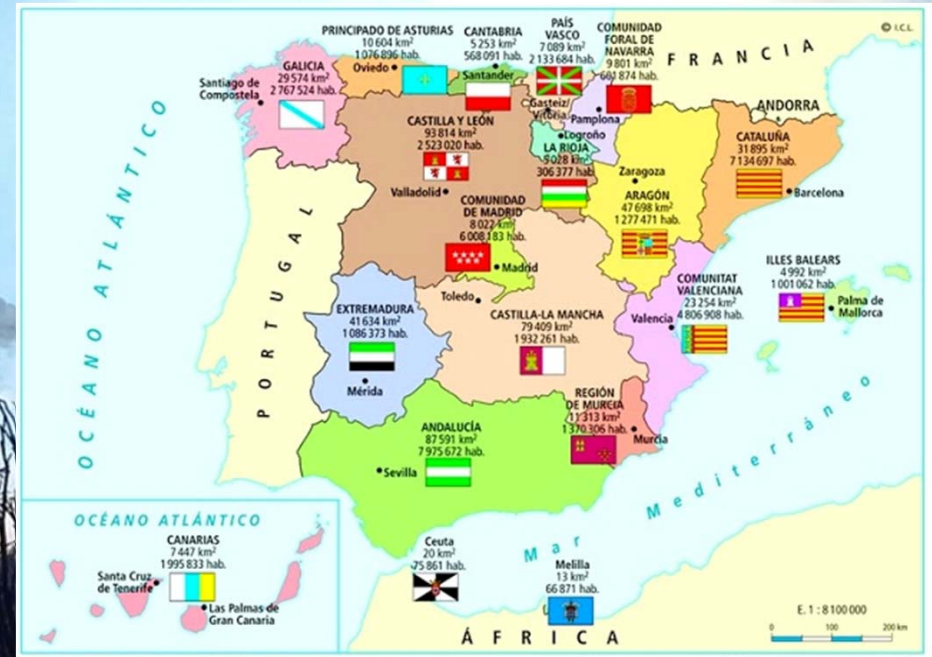 © I.C.L.
PRINCIPADO DE ASTURIAS
10 604 km²
1 076 896 hab.
Oviedo
CANTABRIA
5 253 km²
568 091 hab.
Santander
PAÍS
VASCO
7 089 km²
2 133 684 hab.
Gasteiz/
Vitoria
COMUNIDAD
FORAL DE
NAVARRA
9 801 km²
601 874 hab.
Pamplona
FRANCIA
GALICIA
29 574 km²
2 767 524 hab.
Santiago de
Compostela
ANDORRA
CASTILLA Y LEÓN
93 814 km²
2 523 020 hab.
Valladolid
Logroño
LA RIOJA
5 028 km²
306 377 hab.
Zaragoza
ARAGÓN
47 698 km²
1 277 471 hab.
CATALUÑA
31 895 km²
7 134 697 hab.
Barcelona
OCÉANO ATLÁNTICO
PORTUGAL
COMUNIDAD
DE MADRID
8 022 km²
6 008 183 hab.
Madrid
Toledo
CASTILLA-LA MANCHA
79 409 km²
1 932 261 hab.
COMUNITAT
VALENCIANA
23 254 km²
4 806 908 hab.
Valencia
ILLES BALEARS
4 992 km²
1 001 062 hab.
Palma de
Mallorca
EXTREMADURA
41 634 km²
1 086 373 hab.
Mérida
REGIÓN
DE MURCIA
11 313 km²
1 370 306 hab.
Murcia
ANDALUCÍA
87 591 km²
7 975 672 hab.
Sevilla
Mar Mediterráneo
OCÉANO ATLÁNTICO
CANARIAS
7 447 km²
1 995 833 hab.
Santa Cruz
de Tenerife
Las Palmas de
Gran Canaria
Ceuta
20 km²
75 861 hab.
Melilla
13 km²
66 871 hab.
ÁFRICA
E. 1 : 8 100 000
0 100 200 km